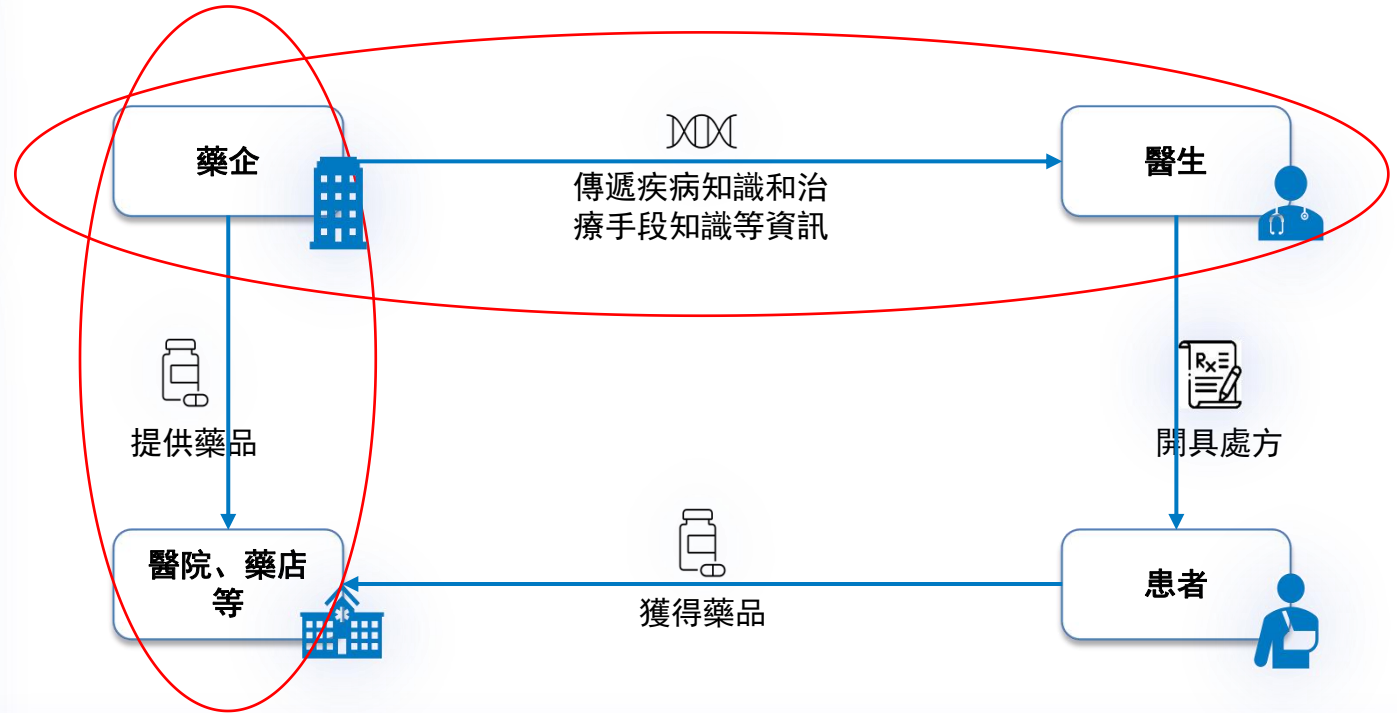 藥企
醫生
傳遞疾病知識和治
療手段知識等資訊
提供藥品
RX
開具處方
醫院、藥店
等
獲得藥品
患者